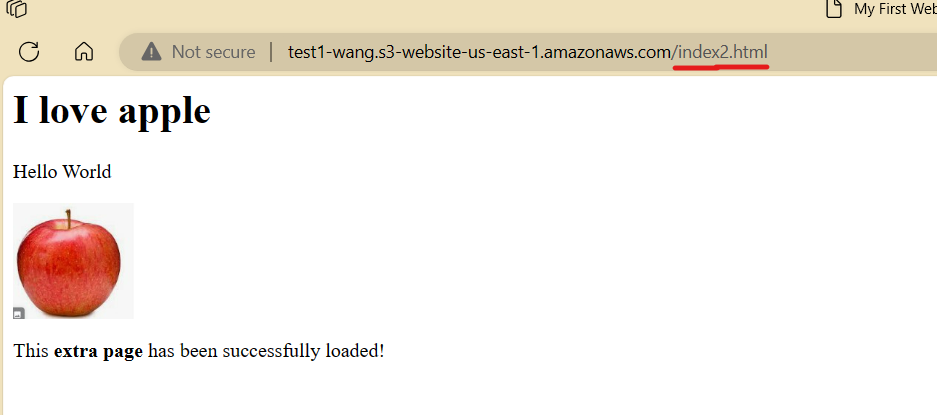 My First Web
Not secure | test1-wang.s3-website-us-east-1.amazonaws.com/index2.html
I love apple
Hello World
This extra page has been successfully loaded!